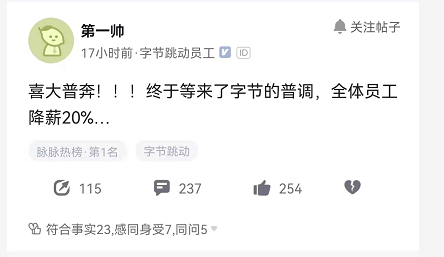 第一帅
关注帖子
17小时前·字节跳动员工 V ID
喜大普奔！！！终于等来了字节的普调，全体员工
降薪20%...
脉脉热榜·第1名 字节跳动
115 237 254
符合事实23,感同身受7,同问5